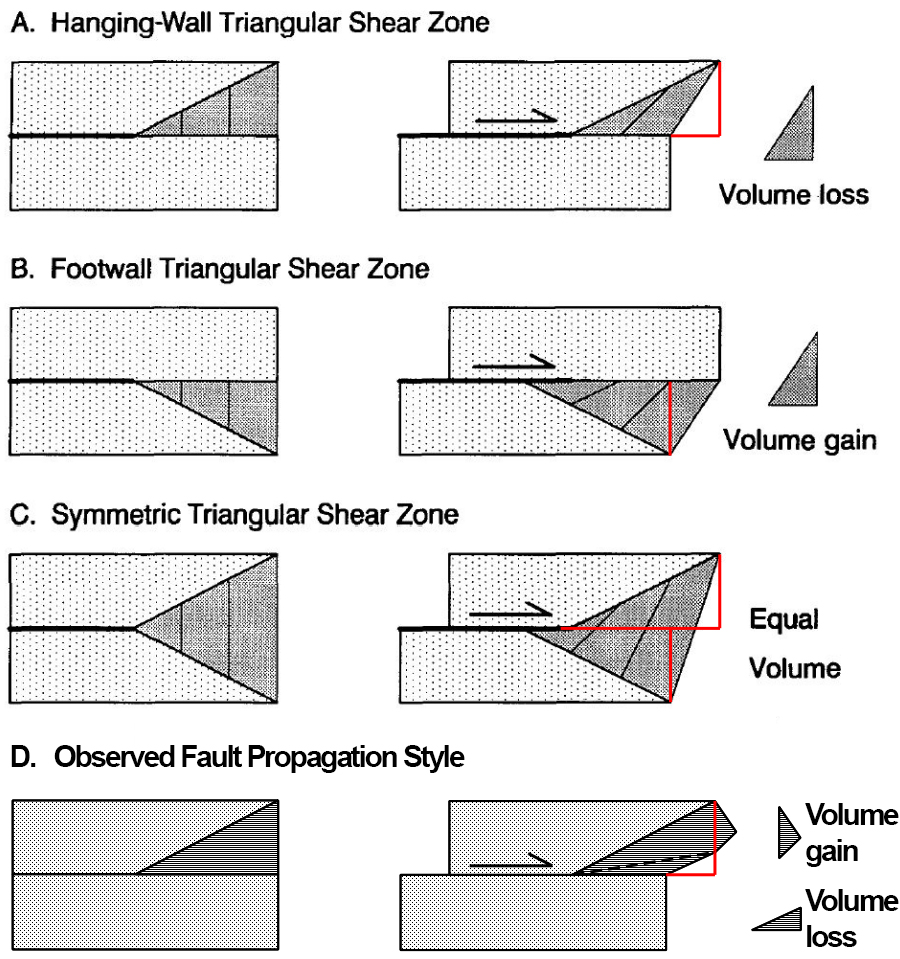 A. Hanging-Wall Triangular Shear Zone
Volume loss
B. Footwall Triangular Shear Zone
Volume gain
C. Symmetric Triangular Shear Zone
Equal
Volume
D. Observed Fault Propagation Style
Volume
gain
Volume
loss